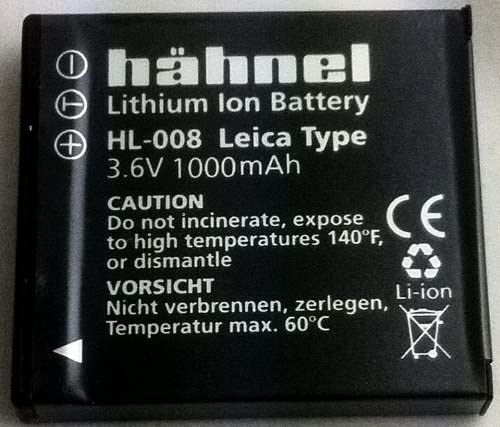 hähnel
Lithium Ion Battery
HL-008 Leica Type
3.6V 1000mAh
CAUTION
Do not incinerate, expose
to high temperatures 140°F,
or dismantle
VORSICHT
Nicht verbrennen, zerlegen,
Temperatur max. 60°C
CE
Li-ion
− 
T
+